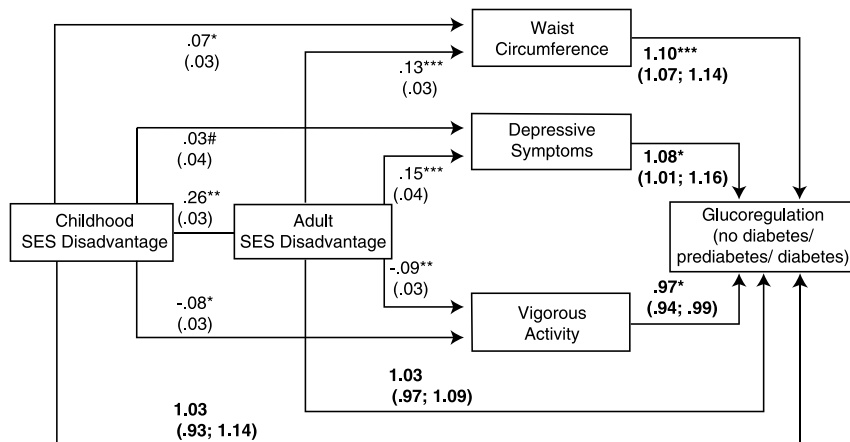 .07*
(.03)
Waist
Circumference
1.10***
(1.07; 1.14)
.13***
(.03)
.03#
(.04)
Depressive
Symptoms
1.08*
(1.01; 1.16)
.15***
(.04)
.26**
(.03)
Childhood
SES Disadvantage
Adult
SES Disadvantage
Glucoregulation
(no diabetes/
prediabetes/ diabetes)
-.09**
(.03)
-.08*
(.03)
Vigorous
Activity
.97*
(.94; .99)
1.03
(.97; 1.09)
1.03
(.93; 1.14)